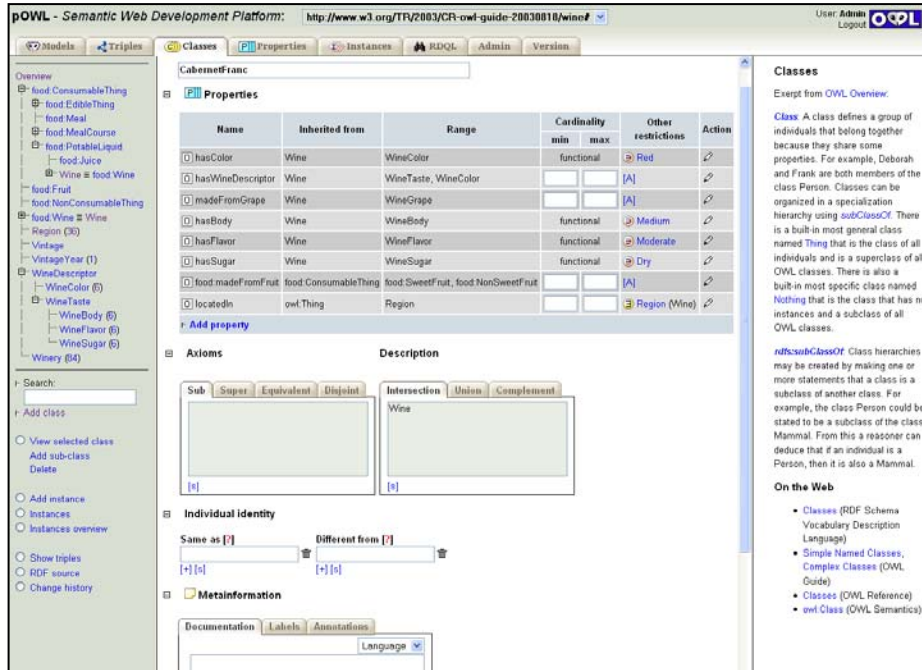 pOWL - Semantic Web Development Platform: http://www.w3.org/TR/2003/CR-owl-guide-20030818/wine#
User: Admin
Logout
OWL
Models Triples Classes Properties Instances RDQL Admin Version
Overview
food:ConsumableThing
food:EdibleThing
food:Meal
food:MealCourse
food:PotableLiquid
food:Juice
Wine ≡ food:Wine
food:Fruit
food:NonConsumableThing
food:Wine ≡ Wine
Region (36)
Vintage
VintageYear (1)
WineDescriptor
WineColor (6)
WineTaste
WineBody (6)
WineFlavor (6)
WineSugar (6)
Winery (84)
Search:
Add class
View selected class
Add sub-class
Delete
Add instance
Instances
Instances overview
Show triples
RDF source
Change history
CabernetFranc
Properties
Name Inherited from Range Cardinality Other restrictions Action
min max
hasColor Wine WineColor functional Red
hasWineDescriptor Wine WineTaste, WineColor [A]
madeFromGrape Wine WineGrape [A]
hasBody Wine WineBody functional Medium
hasFlavor Wine WineFlavor functional Moderate
hasSugar Wine WineSugar functional Dry
food:madeFromFruit food:ConsumableThing food:SweetFruit, food:NonSweetFruit [A]
locatedIn owl:Thing Region Region (Wine)
Add property
Axioms Description
Sub Super Equivalent Disjoint Intersection Union Complement
Wine
[s] [s]
Individual identity
Same as [?] Different from [?]
[+] [s] [+] [s]
Metainformation
Documentation Labels Annotations
Language
Classes
Exerpt from OWL Overview:
Class: A class defines a group of
individuals that belong together
because they share some
properties. For example, Deborah
and Frank are both members of the
class Person. Classes can be
organized in a specialization
hierarchy using subClassOf. There
is a built-in most general class
named Thing that is the class of all
individuals and is a superclass of all
OWL classes. There is also a
built-in most specific class named
Nothing that is the class that has no
instances and a subclass of all
OWL classes.
rdfs:subClassOf: Class hierarchies
may be created by making one or
more statements that a class is a
subclass of another class. For
example, the class Person could be
stated to be a subclass of the class
Mammal. From this a reasoner can
deduce that if an individual is a
Person, then it is also a Mammal.
On the Web
• Classes (RDF Schema
Vocabulary Description
Language)
• Simple Named Classes,
Complex Classes (OWL
Guide)
• Classes (OWL Reference)
• owl:Class (OWL Semantics)